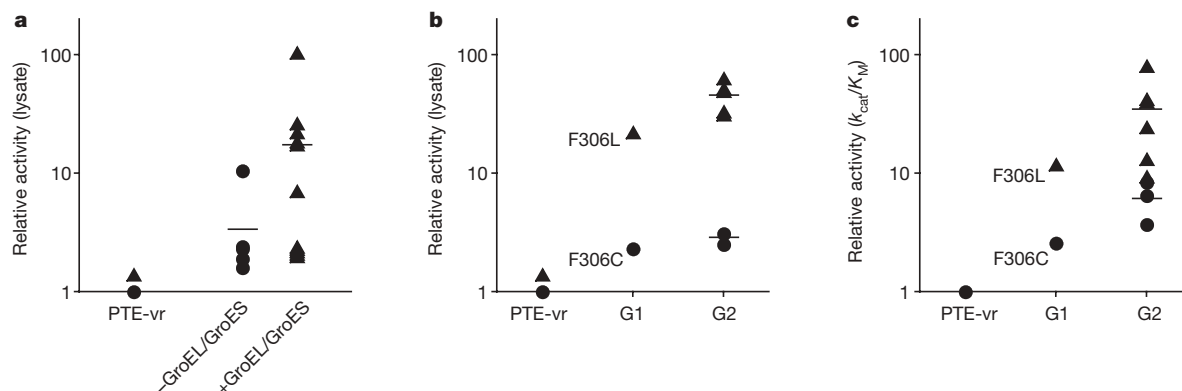 a
Relative activity (lysate)
100
10
1
PTE-vr
–GroEL/GroES
+GroEL/GroES
b
Relative activity (lysate)
100
10
1
F306L
F306C
PTE-vr
G1
G2
c
Relative activity (kcat/KM)
100
10
1
F306L
F306C
PTE-vr
G1
G2